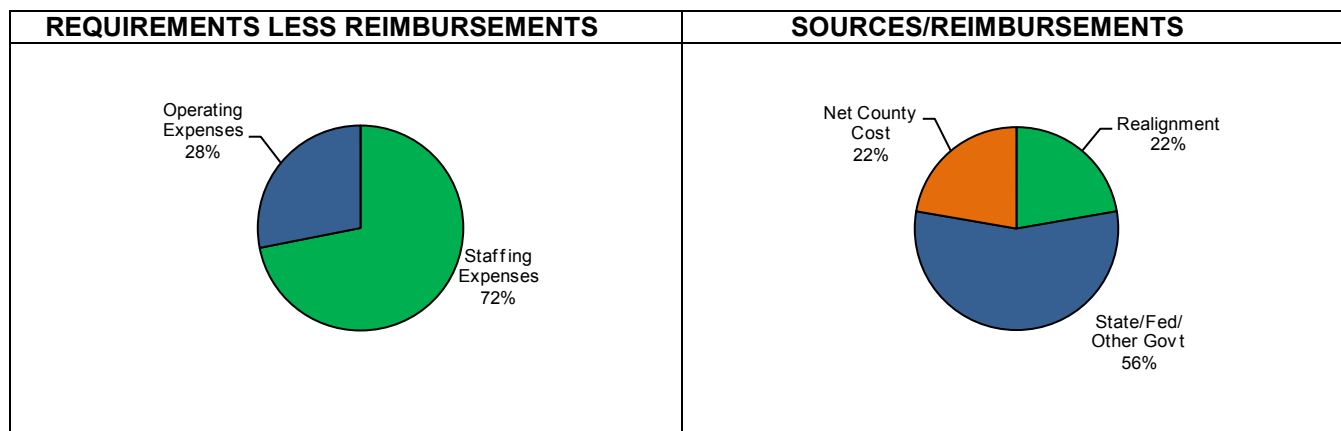 REQUIREMENTS LESS REIMBURSEMENTS
SOURCES/REIMBURSEMENTS
Operating
Expenses
28%
Staffing
Expenses
72%
Net County
Cost
22%
Realignment
22%
State/Fed/
Other Govt
56%